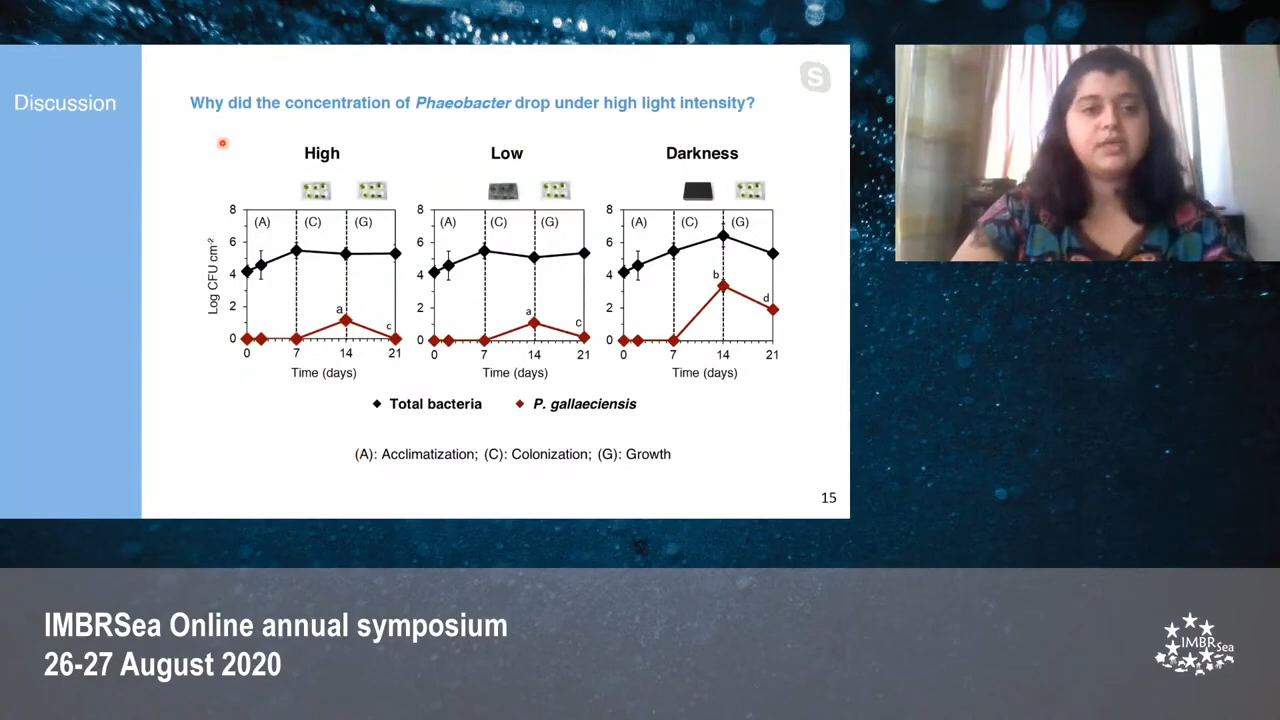 Discussion
S
Why did the concentration of Phaeobacter drop under high light intensity?
High
Low
Darkness
Log CFU cm-2
8
6
4
2
0
(A)
(C)
(G)
a
c
0
7
14
21
Time (days)
8
6
4
2
0
(A)
(C)
(G)
a
c
0
7
14
21
Time (days)
8
6
4
2
0
(A)
(C)
(G)
b
d
0
7
14
21
Time (days)
Total bacteria
P. gallaeciensis
(A): Acclimatization; (C): Colonization; (G): Growth
15
IMBRSea Online annual symposium
26-27 August 2020
IMBRSea